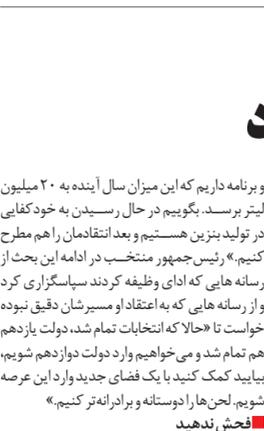 و برنامه داریم که این میزان سال آینده به ۲۰ میلیون
لیتر برسد. بگوییم در حال رسیدن به خودکفایی
در تولید بنزین هستیم و بعد انتقادمان را هم مطرح
کنیم.» رئیس‌جمهور منتخب در ادامه این بحث از
رسانه هایی که ادای وظیفه کردند سپاسگزاری کرد
و از رسانه هایی که به اعتقاد او مسیرشان دقیق نبوده
خواست تا «حالا که انتخابات تمام شد، دولت یازدهم
هم تمام شد و می‌خواهیم وارد دولت دوازدهم شویم،
بیایید کمک کنید با یک فضای جدید وارد این عرصه
شویم. لحن‌ها را دوستانه و برادرانه‌تر کنیم.»
فحش ندهید